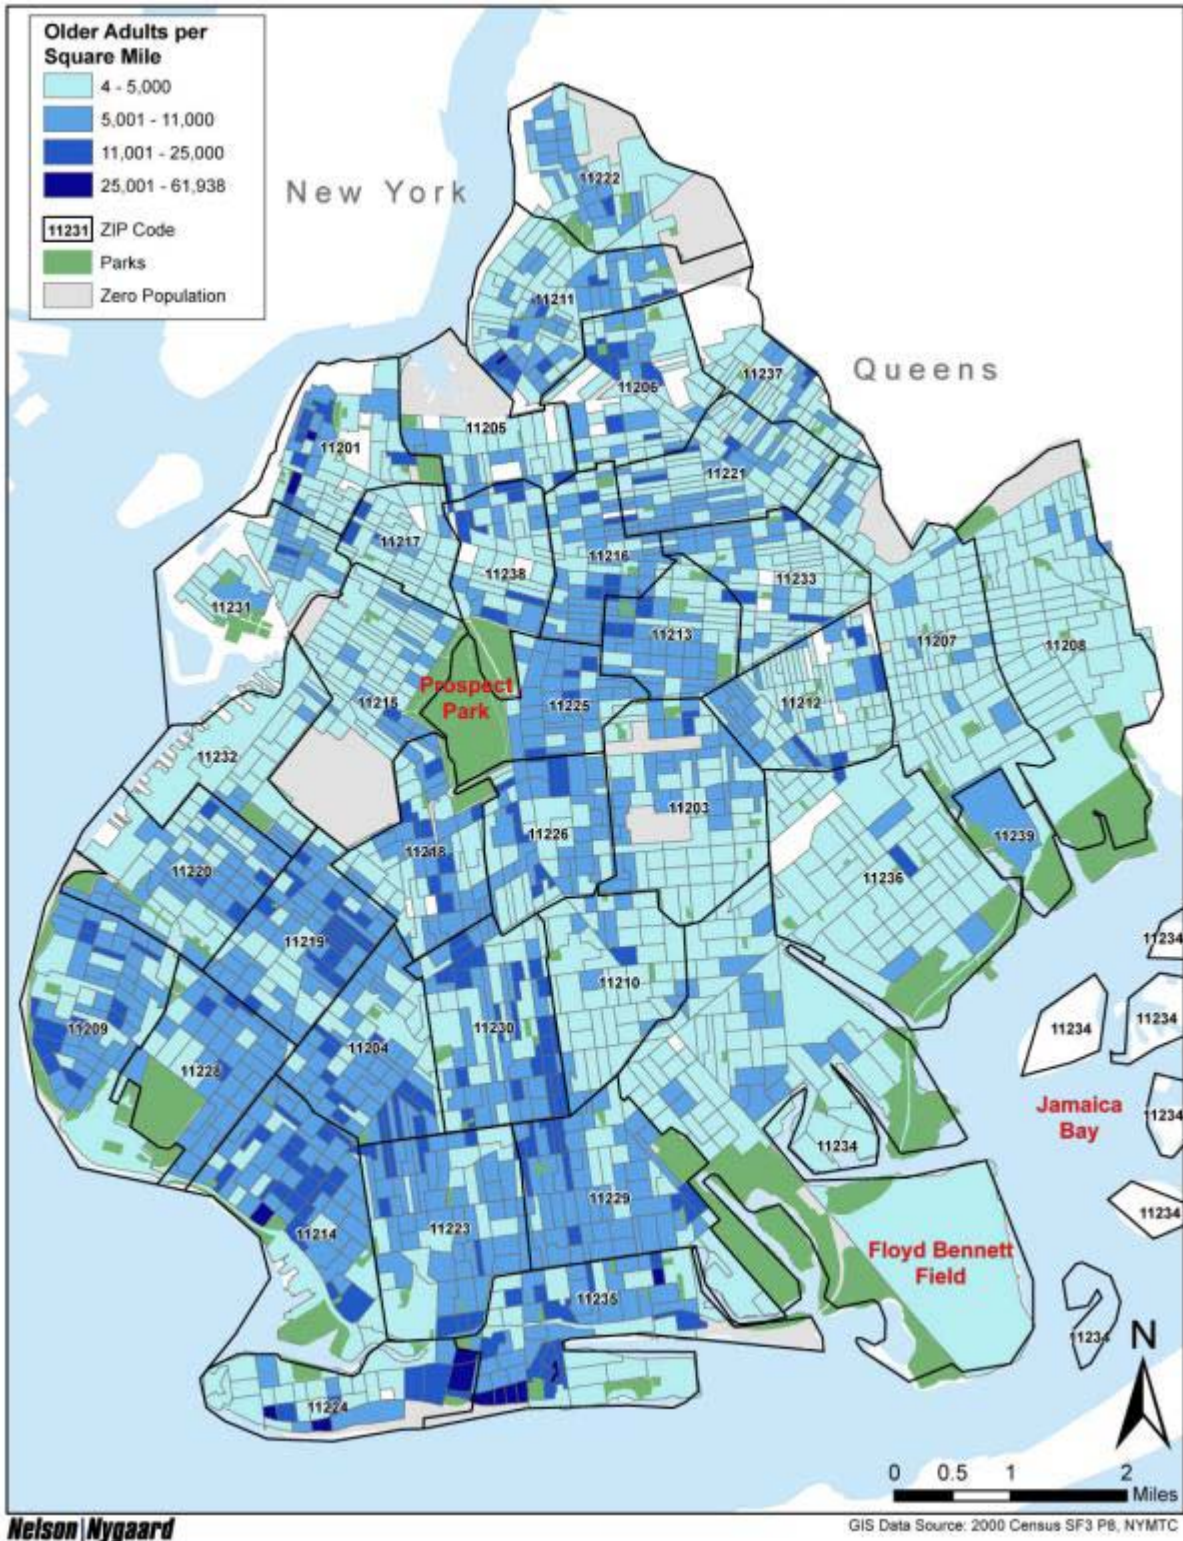 Older Adults per
Square Mile
4 - 5,000
5,001 - 11,000
11,001 - 25,000
25,001 - 61,938
11231 ZIP Code
Parks
Zero Population
New York
Queens
11222
11211
11206
11237
11205
11201
11221
11217
11216
11238
11233
11231
11213
11207
11208
Prospect
Park
11215
11225
11212
11232
11203
11226
11239
11218
11220
11236
11219
11234
11210
11209
11230
11234
11234
11204
11228
Jamaica
Bay
11234
11234
11229
11223
11234
11214
Floyd Bennett
Field
11235
11234
N
11224
0 0.5 1 2
Miles
Nelson|Nygaard
GIS Data Source: 2000 Census SF3 P8, NYMTC